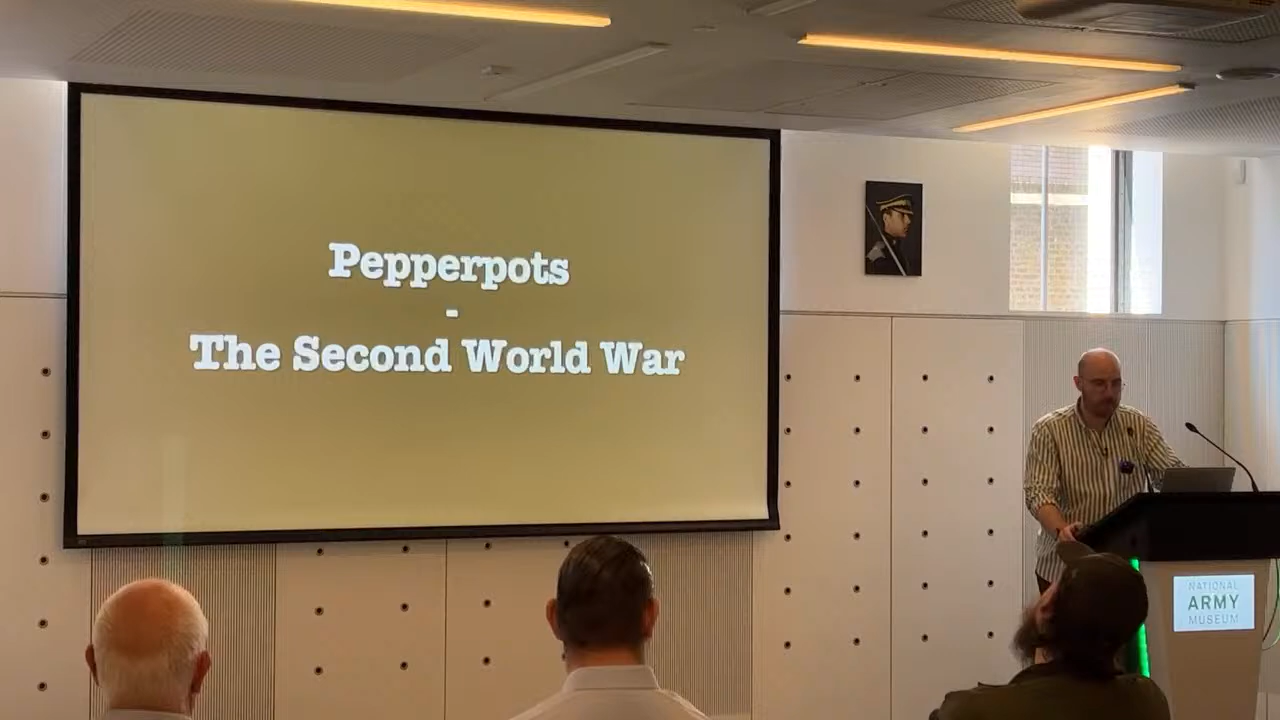 Pepperpots
-
The Second World War
NATIONAL
ARMY
MUSEUM